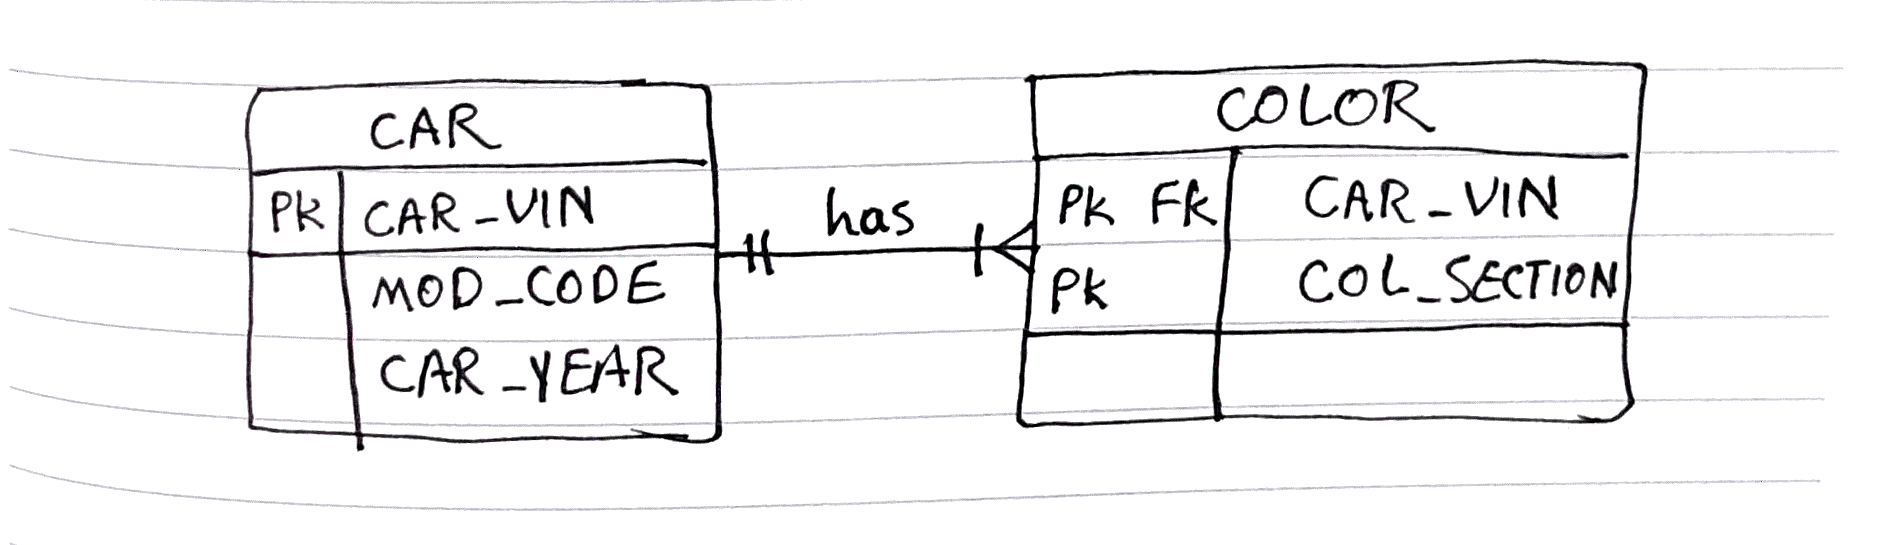 CAR
PK CAR_VIN
MOD_CODE
CAR_YEAR
has
COLOR
PK FK CAR_VIN
PK COL_SECTION